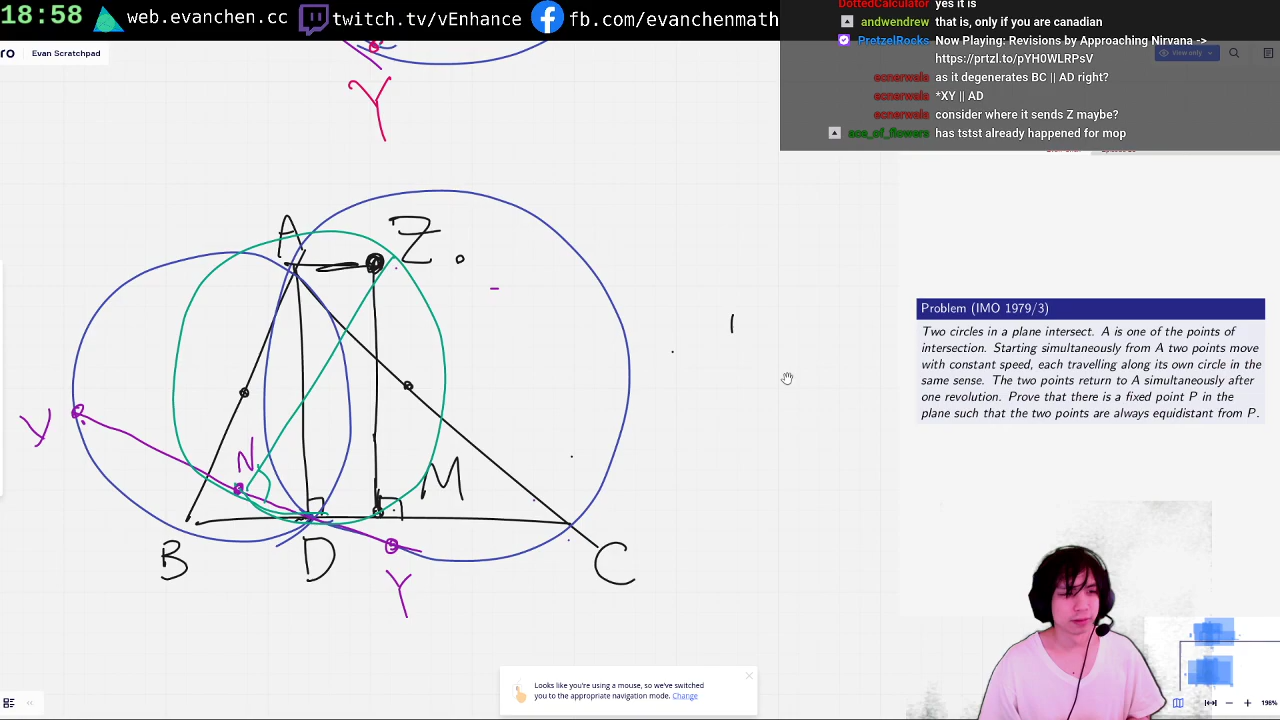 18:58
web.evanchen.cc
twitch.tv/vEnhance
fb.com/evanchenmath
ro
Evan Scratchpad
DottedCalculator yes it is
andwendrew that is, only if you are canadian
PretzelRocks Now Playing: Revisions by Approaching Nirvana ->
https://prtzl.to/pYH0WLRPsV
ecnerwala as it degenerates BC || AD right?
ecnerwala *XY || AD
ecnerwala consider where it sends Z maybe?
ace_of_flowers has tstst already happened for mop
View only
Y
A
Z
X
N
M
B
D
Y
C
Problem (IMO 1979/3)
Two circles in a plane intersect. A is one of the points of
intersection. Starting simultaneously from A two points move
with constant speed, each travelling along its own circle in the
same sense. The two points return to A simultaneously after
one revolution. Prove that there is a fixed point P in the
plane such that the two points are always equidistant from P.
Looks like you're using a mouse, so we've switched
you to the appropriate navigation mode. Change
198%